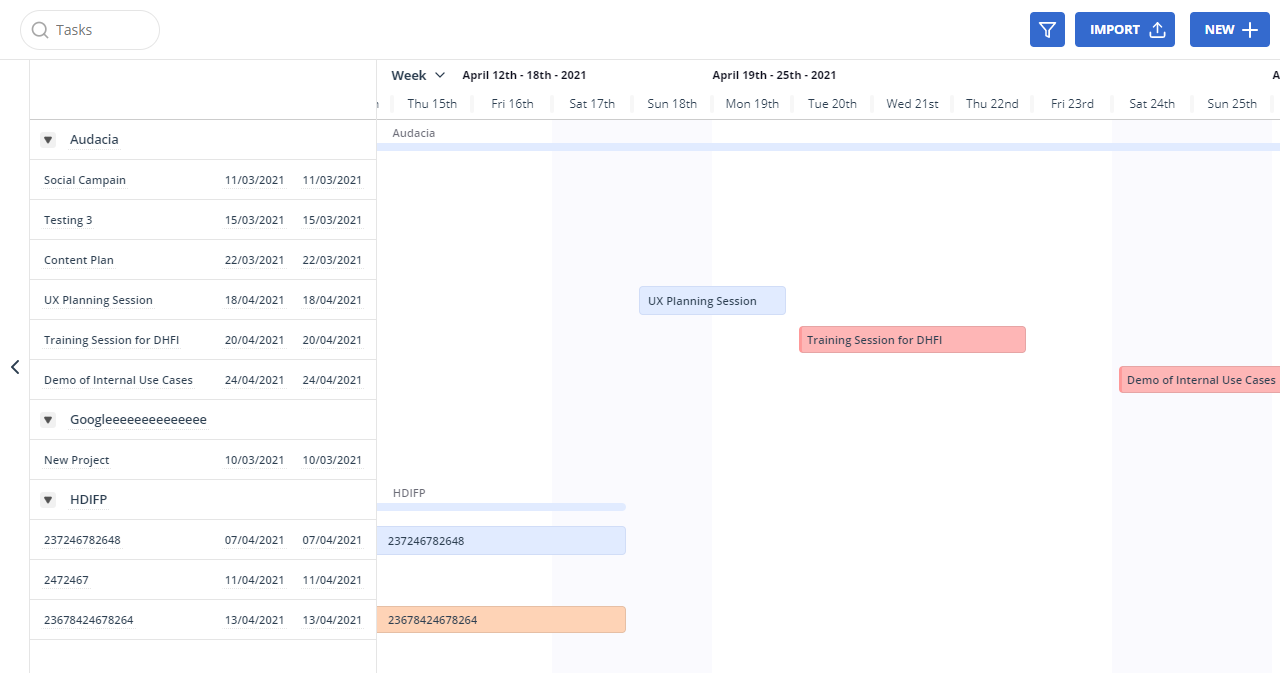 Tasks
IMPORT
NEW
Week April 12th - 18th - 2021 April 19th - 25th - 2021 A
Thu 15th Fri 16th Sat 17th Sun 18th Mon 19th Tue 20th Wed 21st Thu 22nd Fri 23rd Sat 24th Sun 25th
Audacia Audacia
Social Campain 11/03/2021 11/03/2021
Testing 3 15/03/2021 15/03/2021
Content Plan 22/03/2021 22/03/2021
UX Planning Session 18/04/2021 18/04/2021 UX Planning Session
Training Session for DHFI 20/04/2021 20/04/2021 Training Session for DHFI
Demo of Internal Use Cases 24/04/2021 24/04/2021 Demo of Internal Use Cases
Googleeeeeeeeeeeeee
New Project 10/03/2021 10/03/2021
HDIFP HDIFP
237246782648 07/04/2021 07/04/2021 237246782648
2472467 11/04/2021 11/04/2021
23678424678264 13/04/2021 13/04/2021 23678424678264